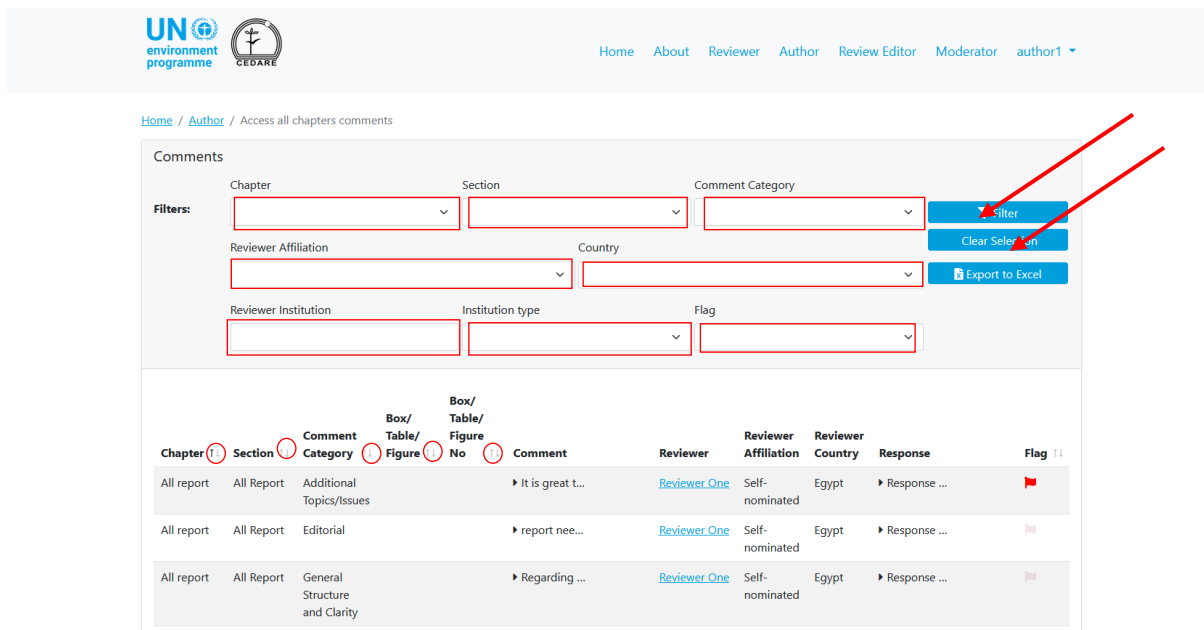 UN
environment
programme
CEDARE
Home About Reviewer Author Review Editor Moderator author1
Home / Author / Access all chapters comments
Comments
Chapter Section Comment Category
Filters:
Filter
Clear Selection
Reviewer Affiliation Country
Export to Excel
Reviewer Institution Institution type Flag
Chapter Section Comment Category Box/ Table/ Figure Box/ Table/ Figure No Comment Reviewer Reviewer Affiliation Reviewer Country Response Flag
All report All Report Additional Topics/Issues It is great t... Reviewer One Self-nominated Egypt Response ...
All report All Report Editorial report nee... Reviewer One Self-nominated Egypt Response ...
All report All Report General Structure and Clarity Regarding ... Reviewer One Self-nominated Egypt Response ...